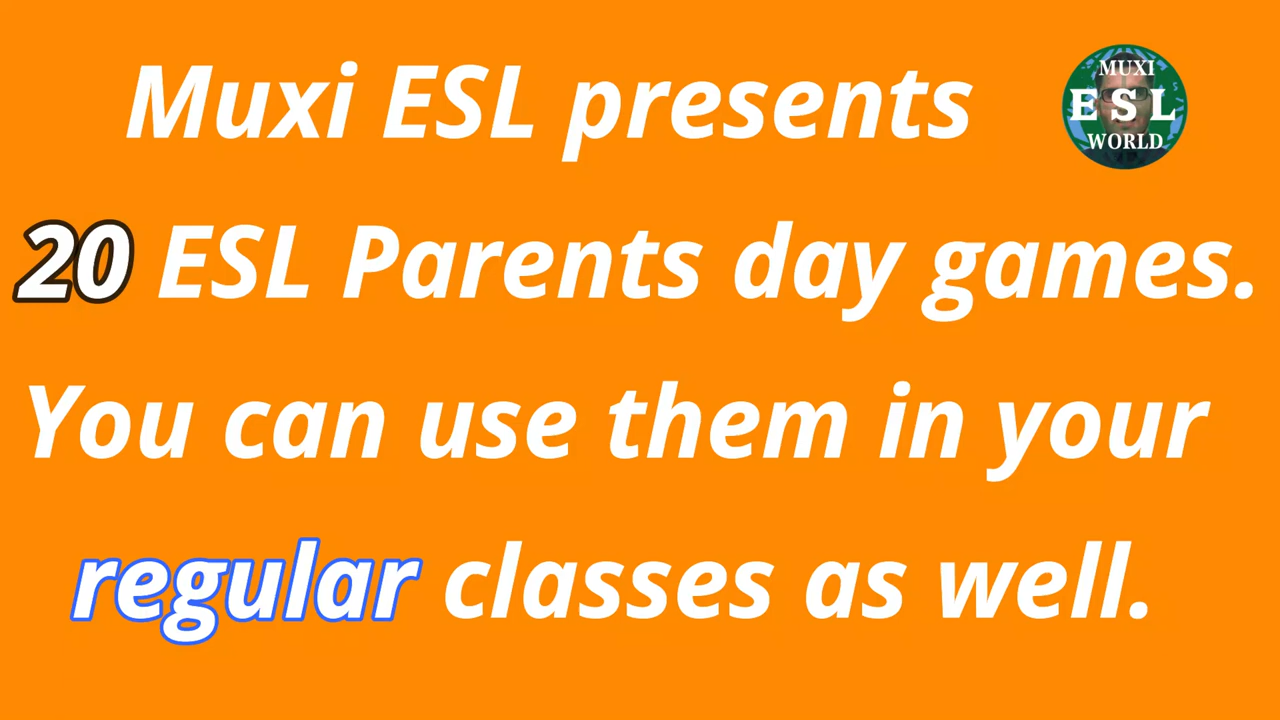 Muxi ESL presents
MUXI
ESL
WORLD
20 ESL Parents day games.
You can use them in your
regular classes as well.